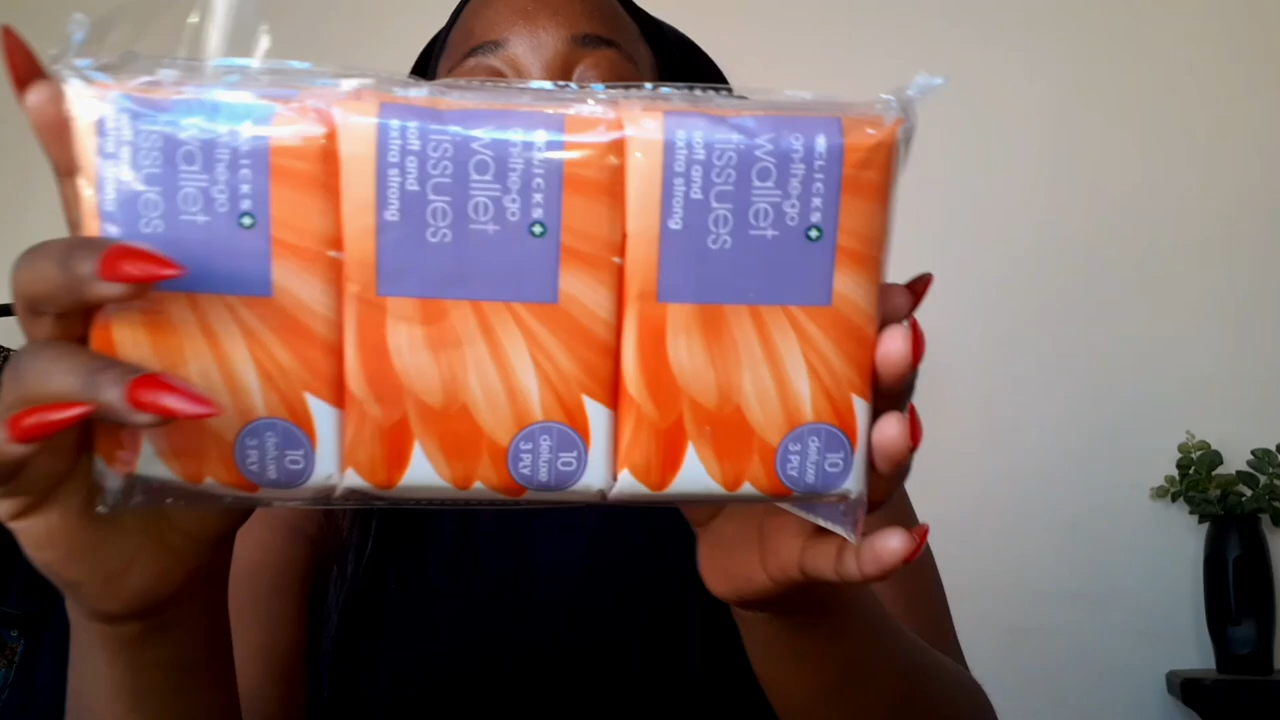 CLICKS
on-the-go
wallet
tissues
soft and
extra strong
10
deluxe
3 PLY
CLICKS
on-the-go
wallet
tissues
soft and
extra strong
10
deluxe
3 PLY
CLICKS
on-the-go
wallet
tissues
soft and
extra strong
10
deluxe
3 PLY